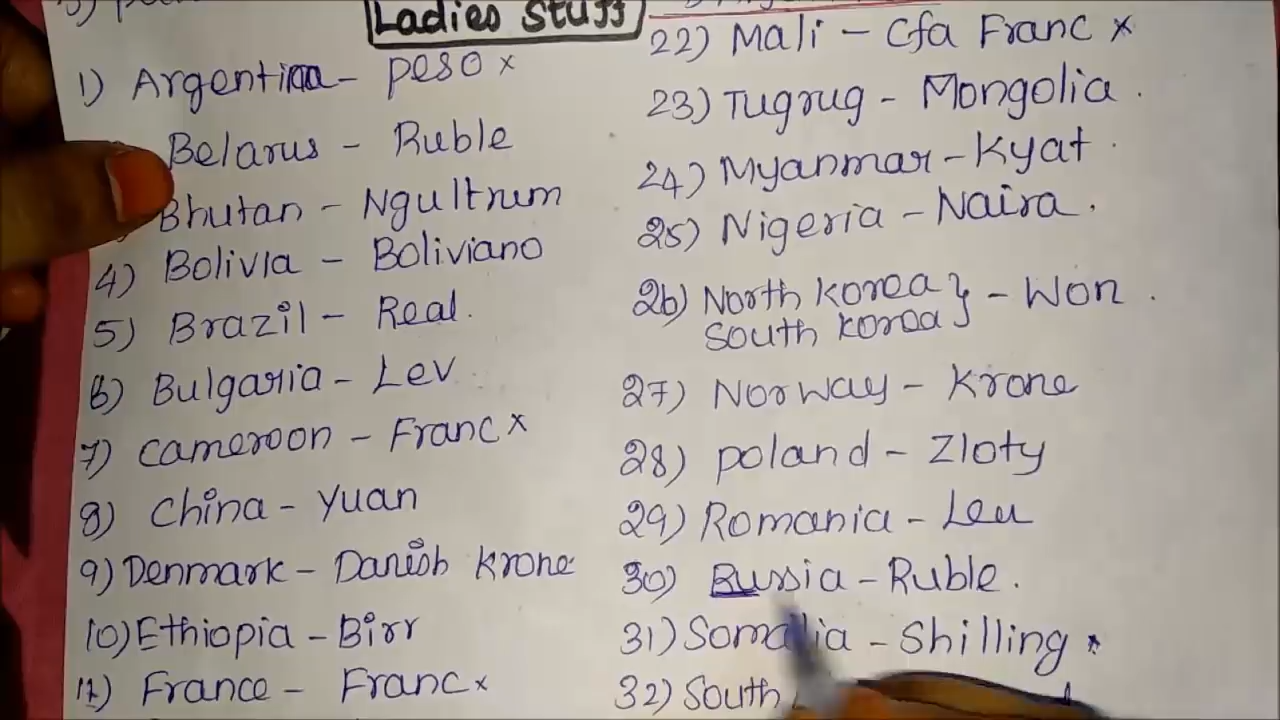 Ladies Stuff
1) Argentina - peso x
Belarus - Ruble
Bhutan - Ngultrum
4) Bolivia - Boliviano
5) Brazil - Real.
6) Bulgaria - Lev
7) Cameroon - Franc x
8) China - Yuan
9) Denmark - Danish Krone
10) Ethiopia - Birr
11) France - Franc x
22) Mali - Cfa Franc x
23) Tugrug - Mongolia .
24) Myanmar - Kyat .
25) Nigeria - Naira .
26) North Korea } - Won .
South Korea }
27) Norway - Krone
28) Poland - Zloty
29) Romania - Leu
30) Russia - Ruble .
31) Somalia - Shilling x
32) South